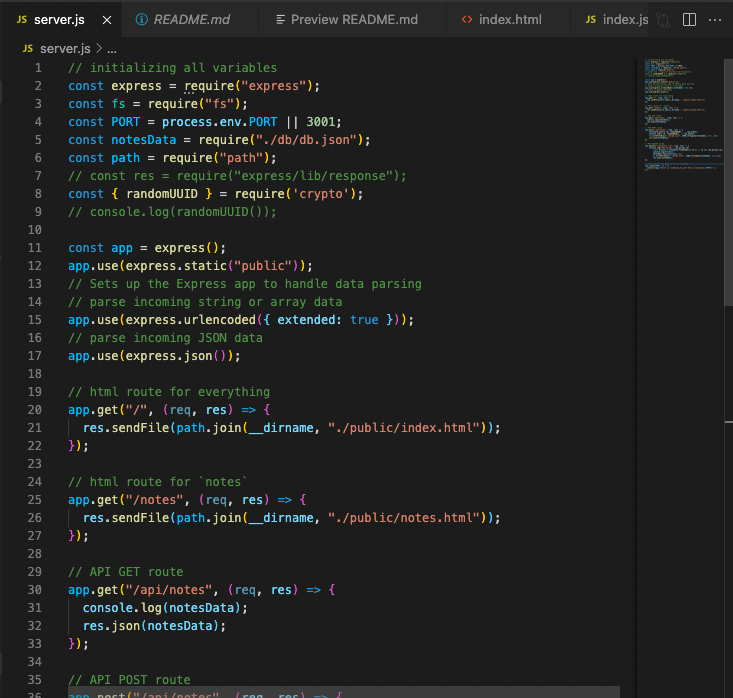 JS server.js × README.md Preview README.md <> index.html JS index.js ...
JS server.js > ...
1 // initializing all variables
2 const express = require("express");
3 const fs = require("fs");
4 const PORT = process.env.PORT || 3001;
5 const notesData = require("./db/db.json");
6 const path = require("path");
7 // const res = require("express/lib/response");
8 const { randomUUID } = require('crypto');
9 // console.log(randomUUID());
10
11 const app = express();
12 app.use(express.static("public"));
13 // Sets up the Express app to handle data parsing
14 // parse incoming string or array data
15 app.use(express.urlencoded({ extended: true }));
16 // parse incoming JSON data
17 app.use(express.json());
18
19 // html route for everything
20 app.get("/", (req, res) => {
21 res.sendFile(path.join(__dirname, "./public/index.html"));
22 });
23
24 // html route for `notes`
25 app.get("/notes", (req, res) => {
26 res.sendFile(path.join(__dirname, "./public/notes.html"));
27 });
28
29 // API GET route
30 app.get("/api/notes", (req, res) => {
31 console.log(notesData);
32 res.json(notesData);
33 });
34
35 // API POST route
36 app.post("/api/notes", (req, res) => {